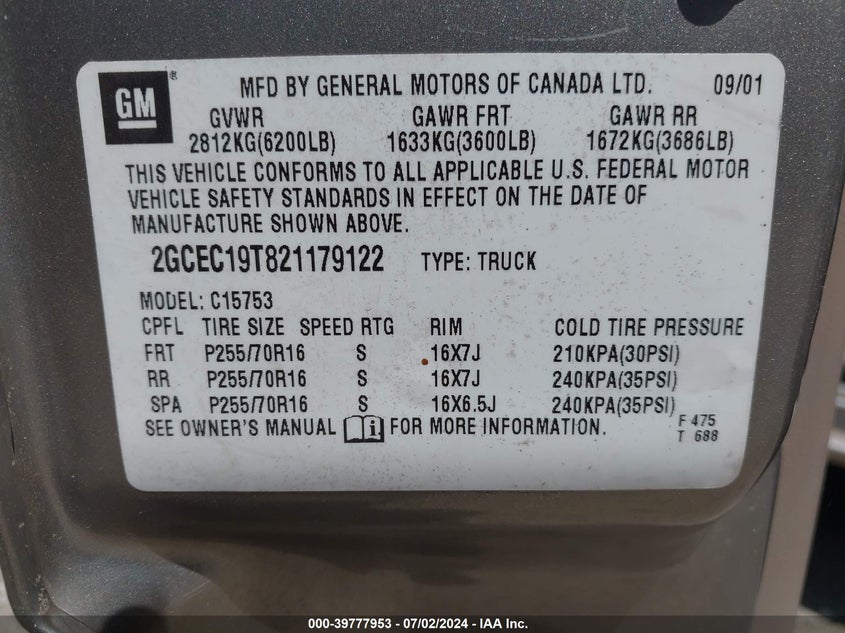 GM®
MFD BY GENERAL MOTORS OF CANADA LTD. 09/01
GVWR GAWR FRT GAWR RR
2812KG(6200LB) 1633KG(3600LB) 1672KG(3686LB)
THIS VEHICLE CONFORMS TO ALL APPLICABLE U.S. FEDERAL MOTOR
VEHICLE SAFETY STANDARDS IN EFFECT ON THE DATE OF
MANUFACTURE SHOWN ABOVE.
2GCEC19T821179122 TYPE: TRUCK
MODEL: C15753
CPFL TIRE SIZE SPEED RTG RIM COLD TIRE PRESSURE
FRT P255/70R16 S 16X7J 210KPA(30PSI)
RR P255/70R16 S 16X7J 240KPA(35PSI)
SPA P255/70R16 S 16X6.5J 240KPA(35PSI)
SEE OWNER'S MANUAL i FOR MORE INFORMATION.
F 475
T 688
000-39777953 - 07/02/2024 - IAA Inc.